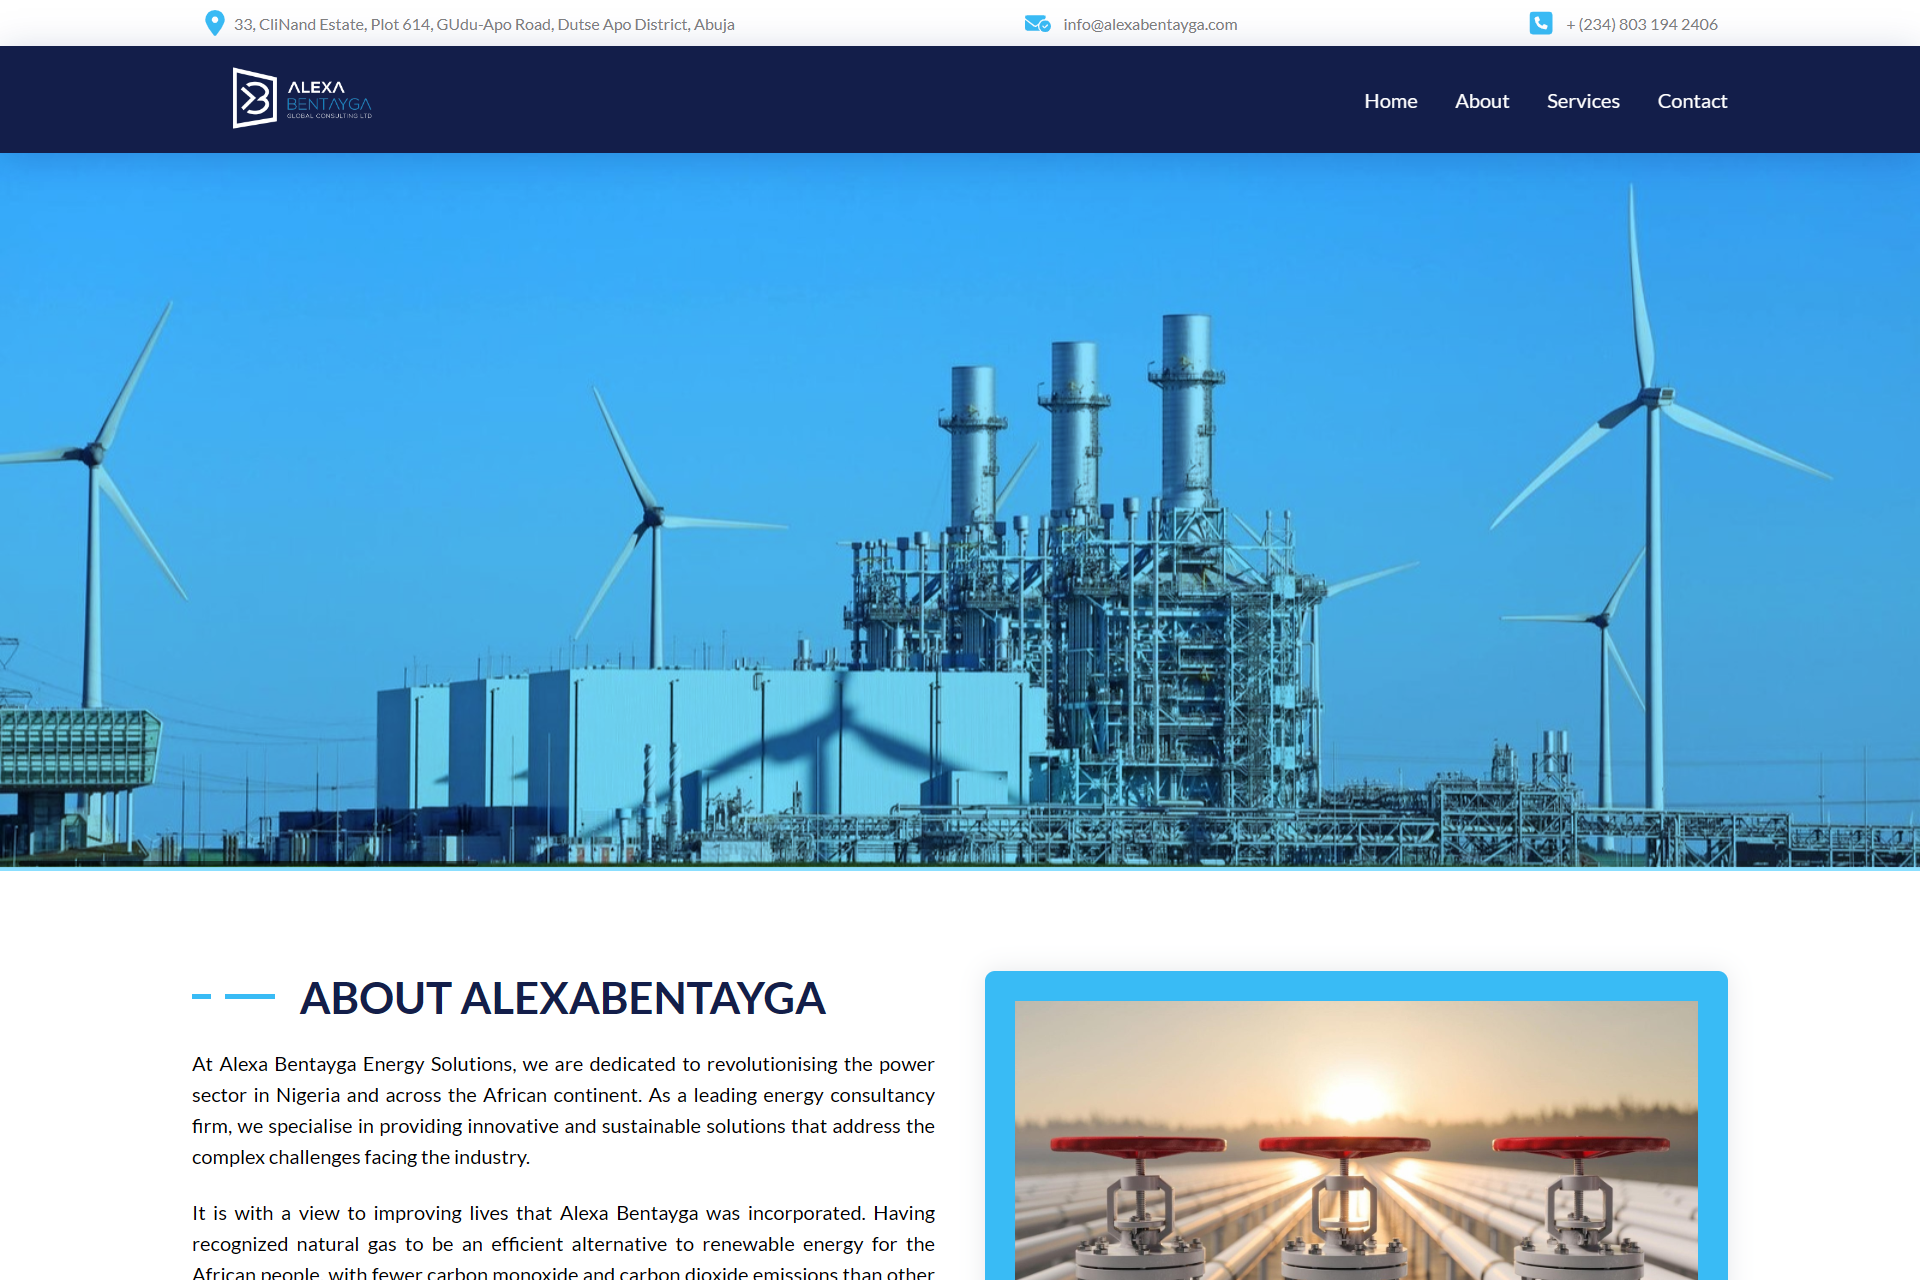 33, CliNand Estate, Plot 614, GUdu-Apo Road, Dutse Apo District, Abuja
info@alexabentayga.com
+ (234) 803 194 2406
ALEXA
BENTAYGA
GLOBAL CONSULTING LTD
Home
About
Services
Contact
ABOUT ALEXABENTAYGA
At Alexa Bentayga Energy Solutions, we are dedicated to revolutionising the power
sector in Nigeria and across the African continent. As a leading energy consultancy
firm, we specialise in providing innovative and sustainable solutions that address the
complex challenges facing the industry.
It is with a view to improving lives that Alexa Bentayga was incorporated. Having
recognized natural gas to be an efficient alternative to renewable energy for the
African people, with fewer carbon monoxide and carbon dioxide emissions than other